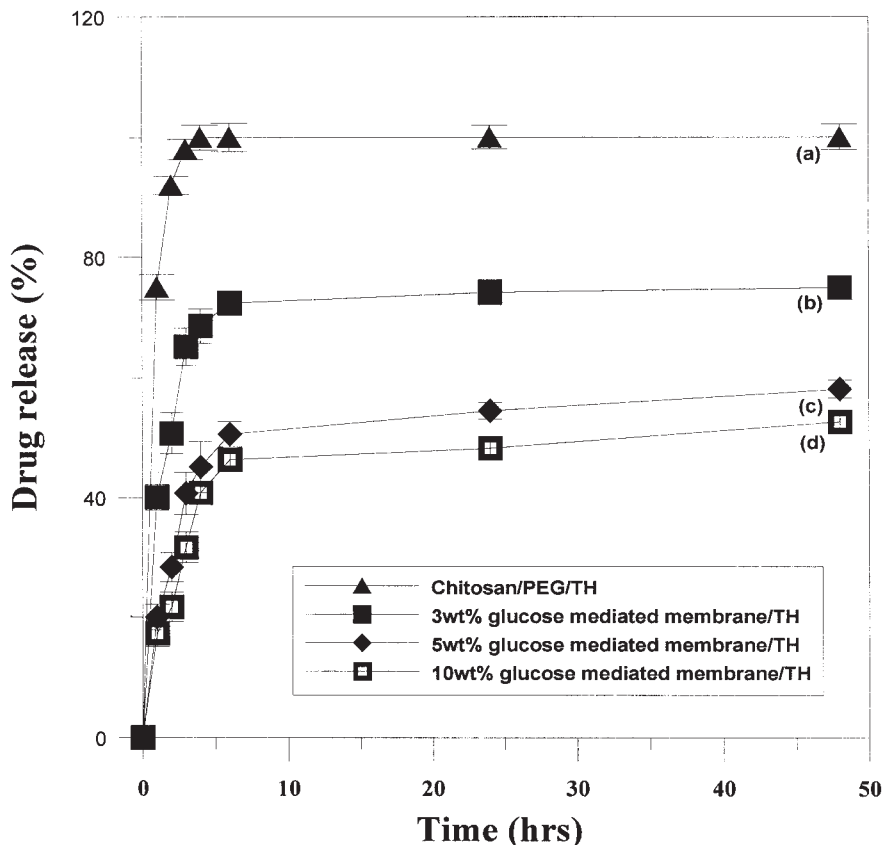 120
80
40
0
Drug release (%)
(a)
(b)
(c)
(d)
Chitosan/PEG/TH
3wt% glucose mediated membrane/TH
5wt% glucose mediated membrane/TH
10wt% glucose mediated membrane/TH
0 10 20 30 40 50
Time (hrs)